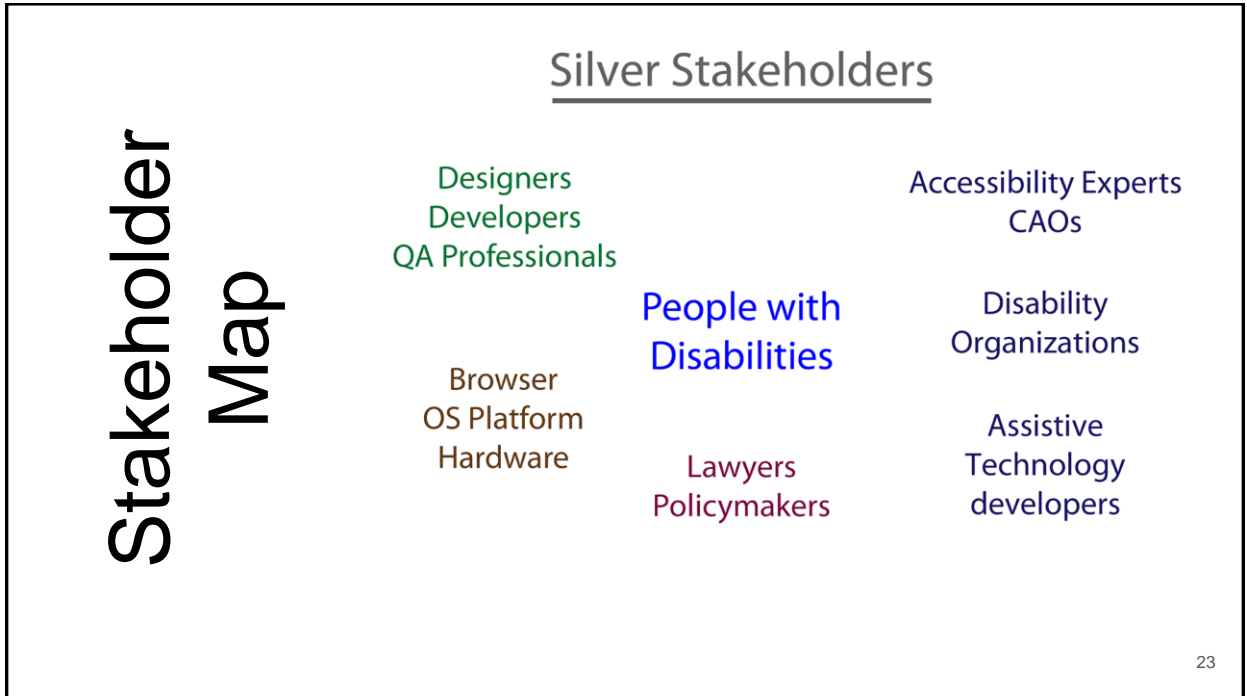 Stakeholder
Map
Silver Stakeholders
Designers
Developers
QA Professionals
Accessibility Experts
CAOs
People with
Disabilities
Disability
Organizations
Browser
OS Platform
Hardware
Lawyers
Policymakers
Assistive
Technology
developers
23